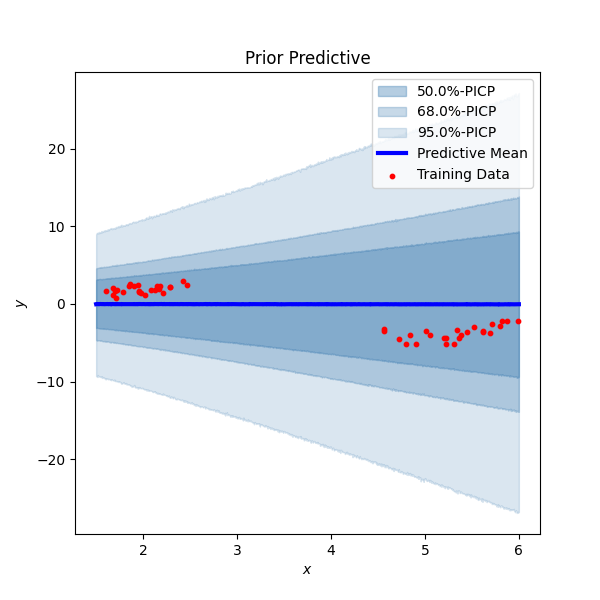 Prior Predictive
50.0%-PICP
68.0%-PICP
95.0%-PICP
Predictive Mean
Training Data
20
10
0
−10
−20
y
2
3
4
5
6
x